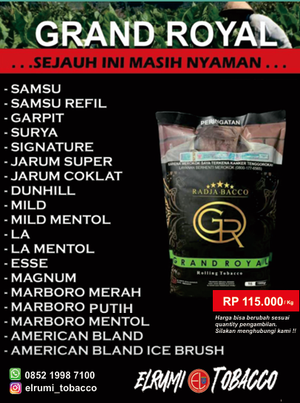 GRAND ROYAL
...SEJAUH INI MASIH NYAMAN...
- SAMSU
- SAMSU REFIL
- GARPIT
- SURYA
- SIGNATURE
- JARUM SUPER
- JARUM COKLAT
- DUNHILL
- MILD
- MILD MENTOL
- LA
- LA MENTOL
- ESSE
- MAGNUM
- MARBORO MERAH
- MARBORO PUTIH
- MARBORO MENTOL
- AMERICAN BLAND
- AMERICAN BLAND ICE BRUSH
PERINGATAN
RADJA BACCO
GR
GRAND ROYAL
Rolling Tobacco
RP 115.000/Kg
Harga bisa berubah sesuai
quantity pengambilan.
Silakan menghubungi kami!!
0852 1998 7100
elrumi_tobacco
ELRUMI TOBACCO